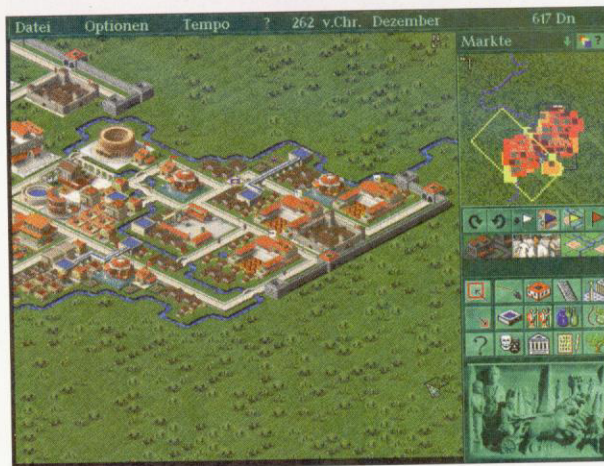 Datei Optionen Tempo ? 262 v.Chr. Dezember 617 Dn
Markte ?
?